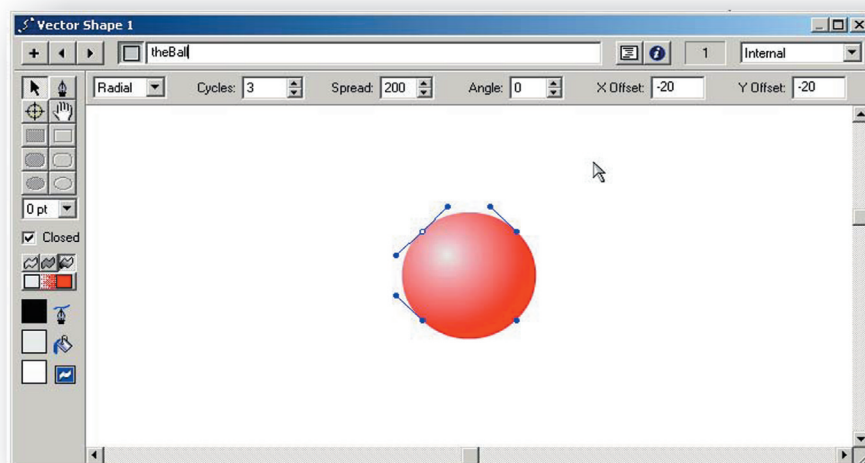 Vector Shape 1
theBall 1 Internal
Radial Cycles: 3 Spread: 200 Angle: 0 X Offset: -20 Y Offset: -20
0 pt
Closed